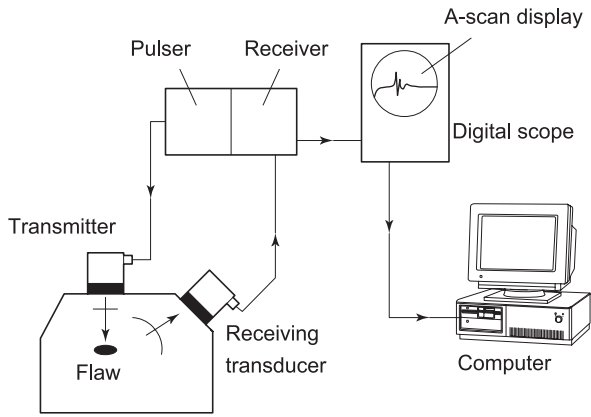 A-scan display
Pulser
Receiver
Digital scope
Transmitter
Receiving
transducer
Flaw
Computer